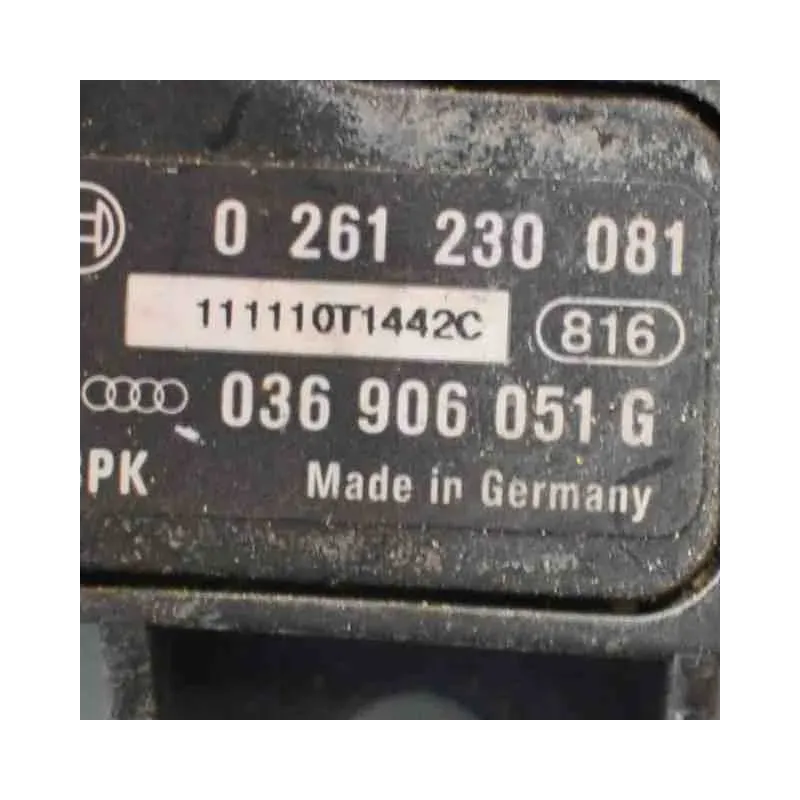 0 261 230 081
111110T1442C 816
036 906 051 G
PK Made in Germany